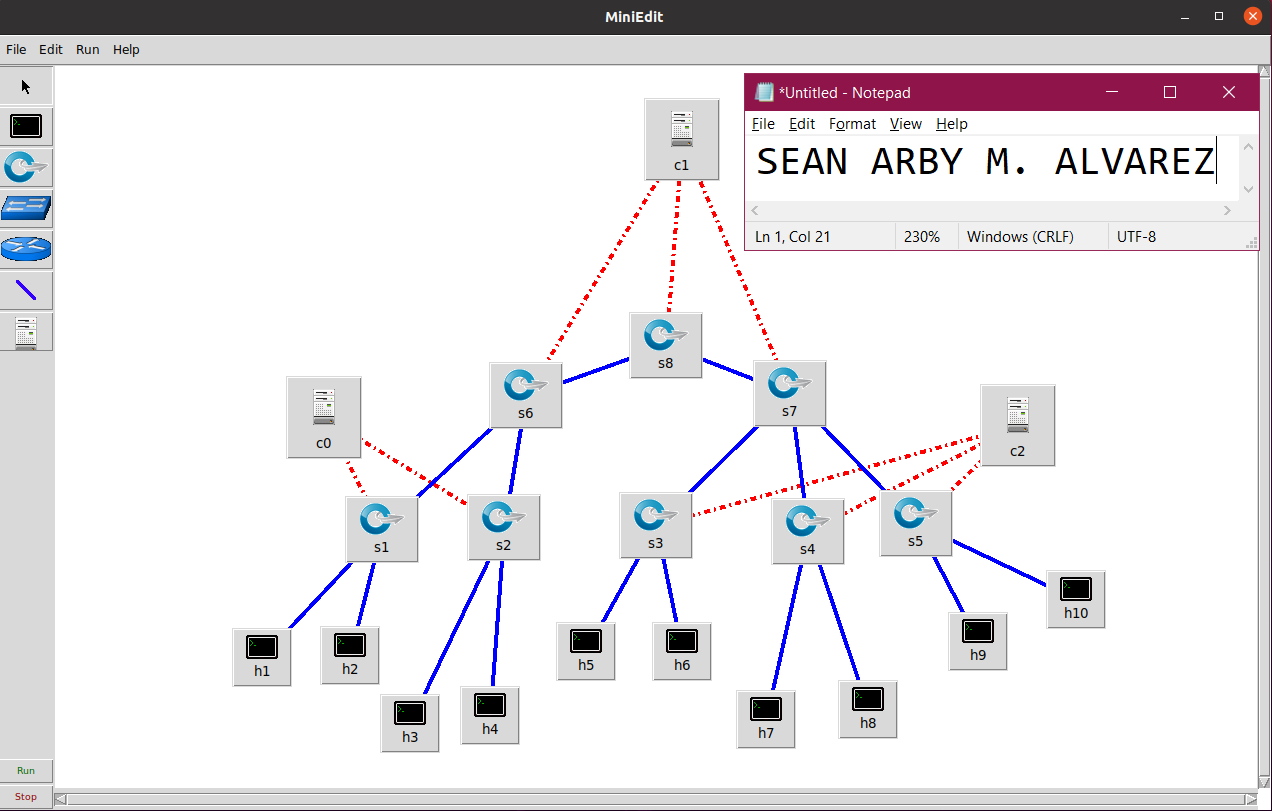 MiniEdit
File Edit Run Help
*Untitled - Notepad
File Edit Format View Help
SEAN ARBY M. ALVAREZ
Ln 1, Col 21 230% Windows (CRLF) UTF-8
c1
s8
s6
s7
c0
c2
s1
s2
s3
s4
s5
h1
h2
h3
h4
h5
h6
h7
h8
h9
h10
Run
Stop